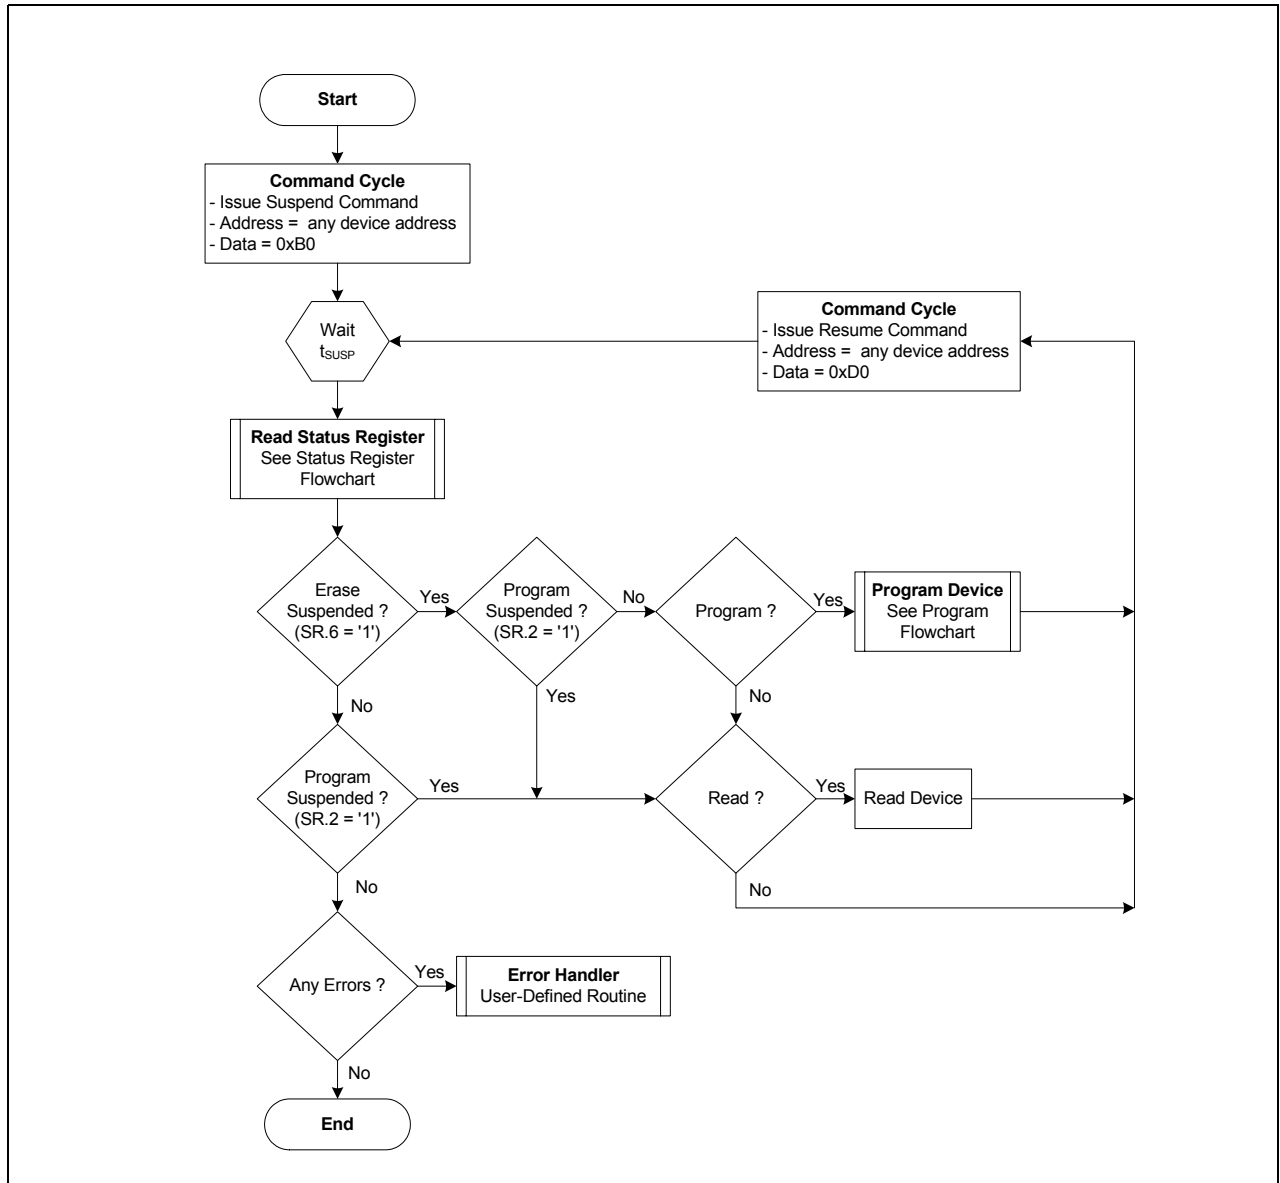 Start
Command Cycle
- Issue Suspend Command
- Address = any device address
- Data = 0xB0
Wait
tSUSP
Command Cycle
- Issue Resume Command
- Address = any device address
- Data = 0xD0
Read Status Register
See Status Register
Flowchart
Erase
Suspended ?
(SR.6 = '1')
Yes
Program
Suspended ?
(SR.2 = '1')
No
Program ?
Yes
Program Device
See Program
Flowchart
No
Yes
No
Program
Suspended ?
(SR.2 = '1')
Yes
Read ?
Yes
Read Device
No
No
Any Errors ?
Yes
Error Handler
User-Defined Routine
No
End